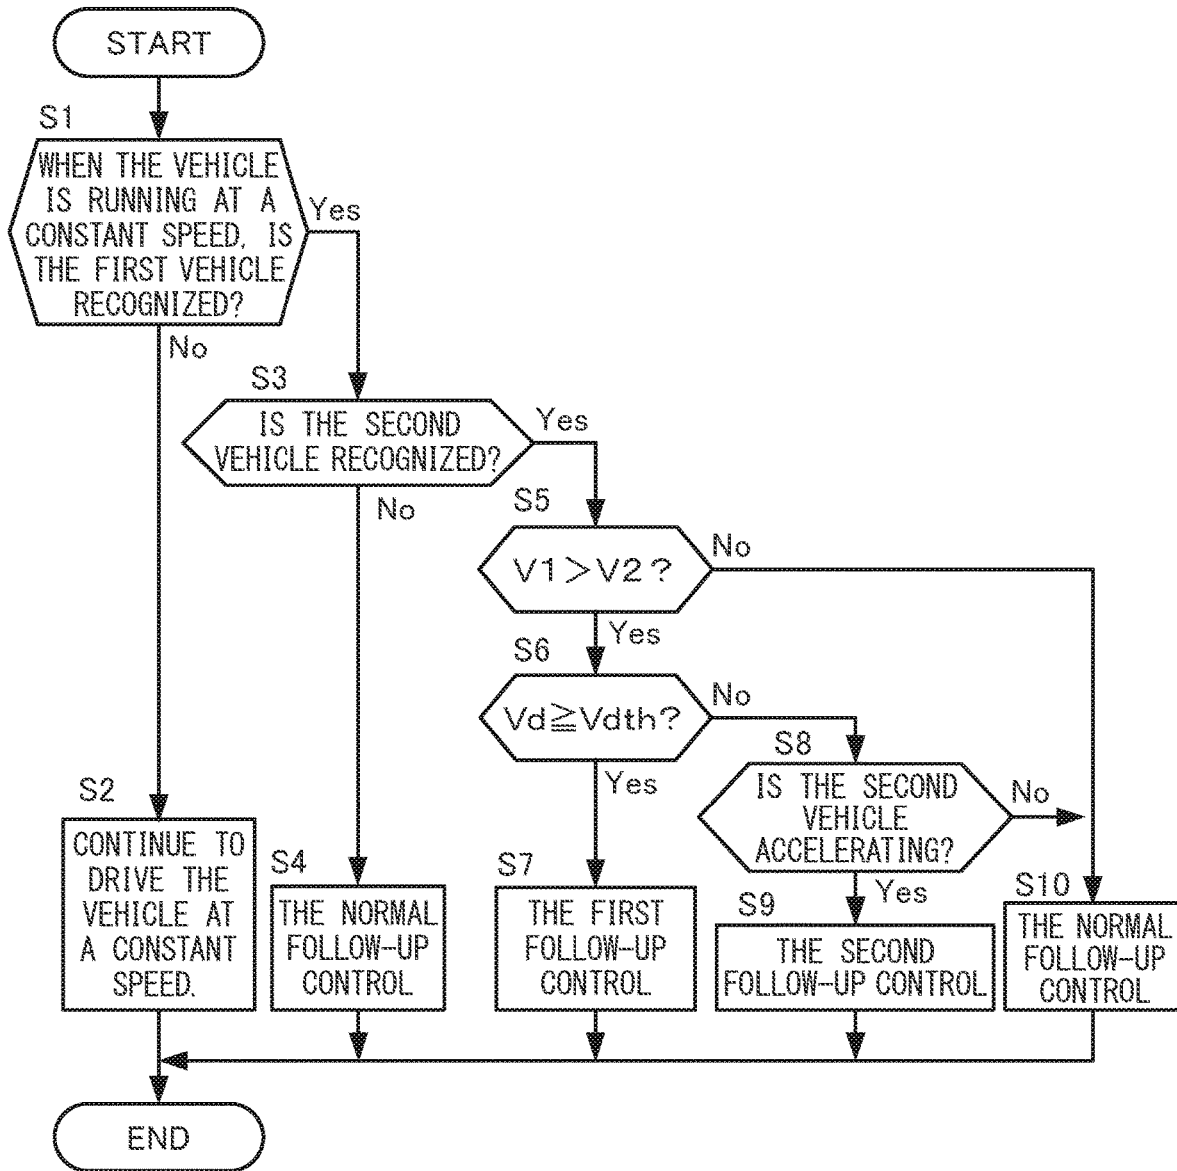 START
S1
WHEN THE VEHICLE
IS RUNNING AT A
CONSTANT SPEED, IS
THE FIRST VEHICLE
RECOGNIZED?
Yes
No
S3
IS THE SECOND
VEHICLE RECOGNIZED?
Yes
No
S5
V1>V2?
No
Yes
S6
Vd≧Vdth?
No
Yes
S8
IS THE SECOND
VEHICLE
ACCELERATING?
No
Yes
S2
CONTINUE TO
DRIVE THE
VEHICLE AT
A CONSTANT
SPEED.
S4
THE NORMAL
FOLLOW-UP
CONTROL
S7
THE FIRST
FOLLOW-UP
CONTROL
S9
THE SECOND
FOLLOW-UP CONTROL
S10
THE NORMAL
FOLLOW-UP
CONTROL
END